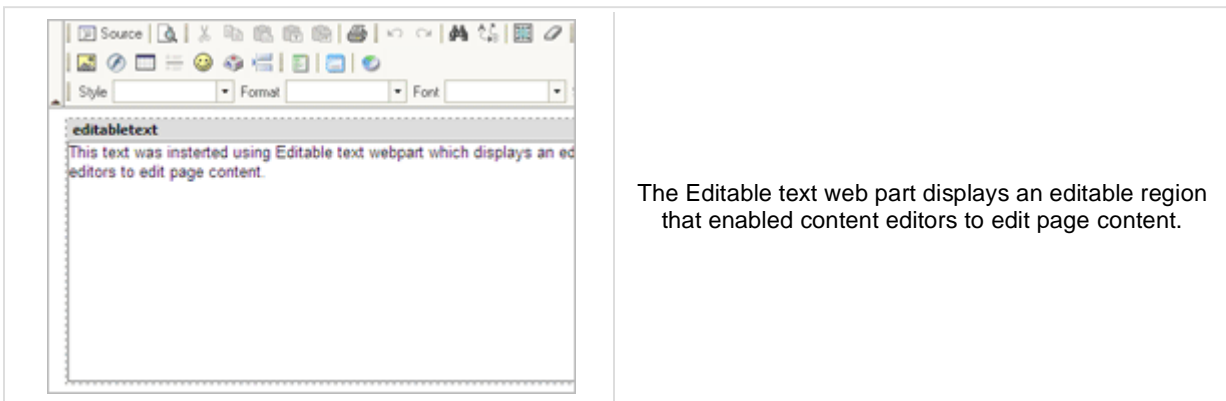 Source
Style Format Font
editabletext
This text was insterted using Editable text webpart which displays an ed
editors to edit page content.
The Editable text web part displays an editable region
that enabled content editors to edit page content.